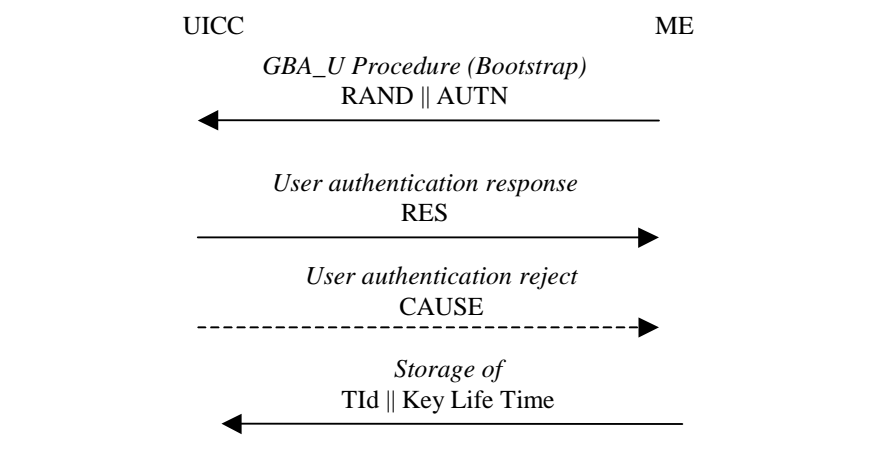 UICC ME
GBA_U Procedure (Bootstrap)
RAND || AUTN
User authentication response
RES
User authentication reject
CAUSE
Storage of
TId || Key Life Time